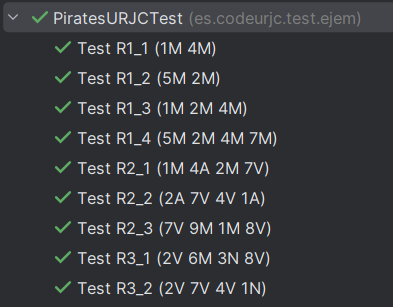 PiratesURJCTest (es.codeurjc.test.ejem)
Test R1_1 (1M 4M)
Test R1_2 (5M 2M)
Test R1_3 (1M 2M 4M)
Test R1_4 (5M 2M 4M 7M)
Test R2_1 (1M 4A 2M 7V)
Test R2_2 (2A 7V 4V 1A)
Test R2_3 (7V 9M 1M 8V)
Test R3_1 (2V 6M 3N 8V)
Test R3_2 (2V 7V 4V 1N)